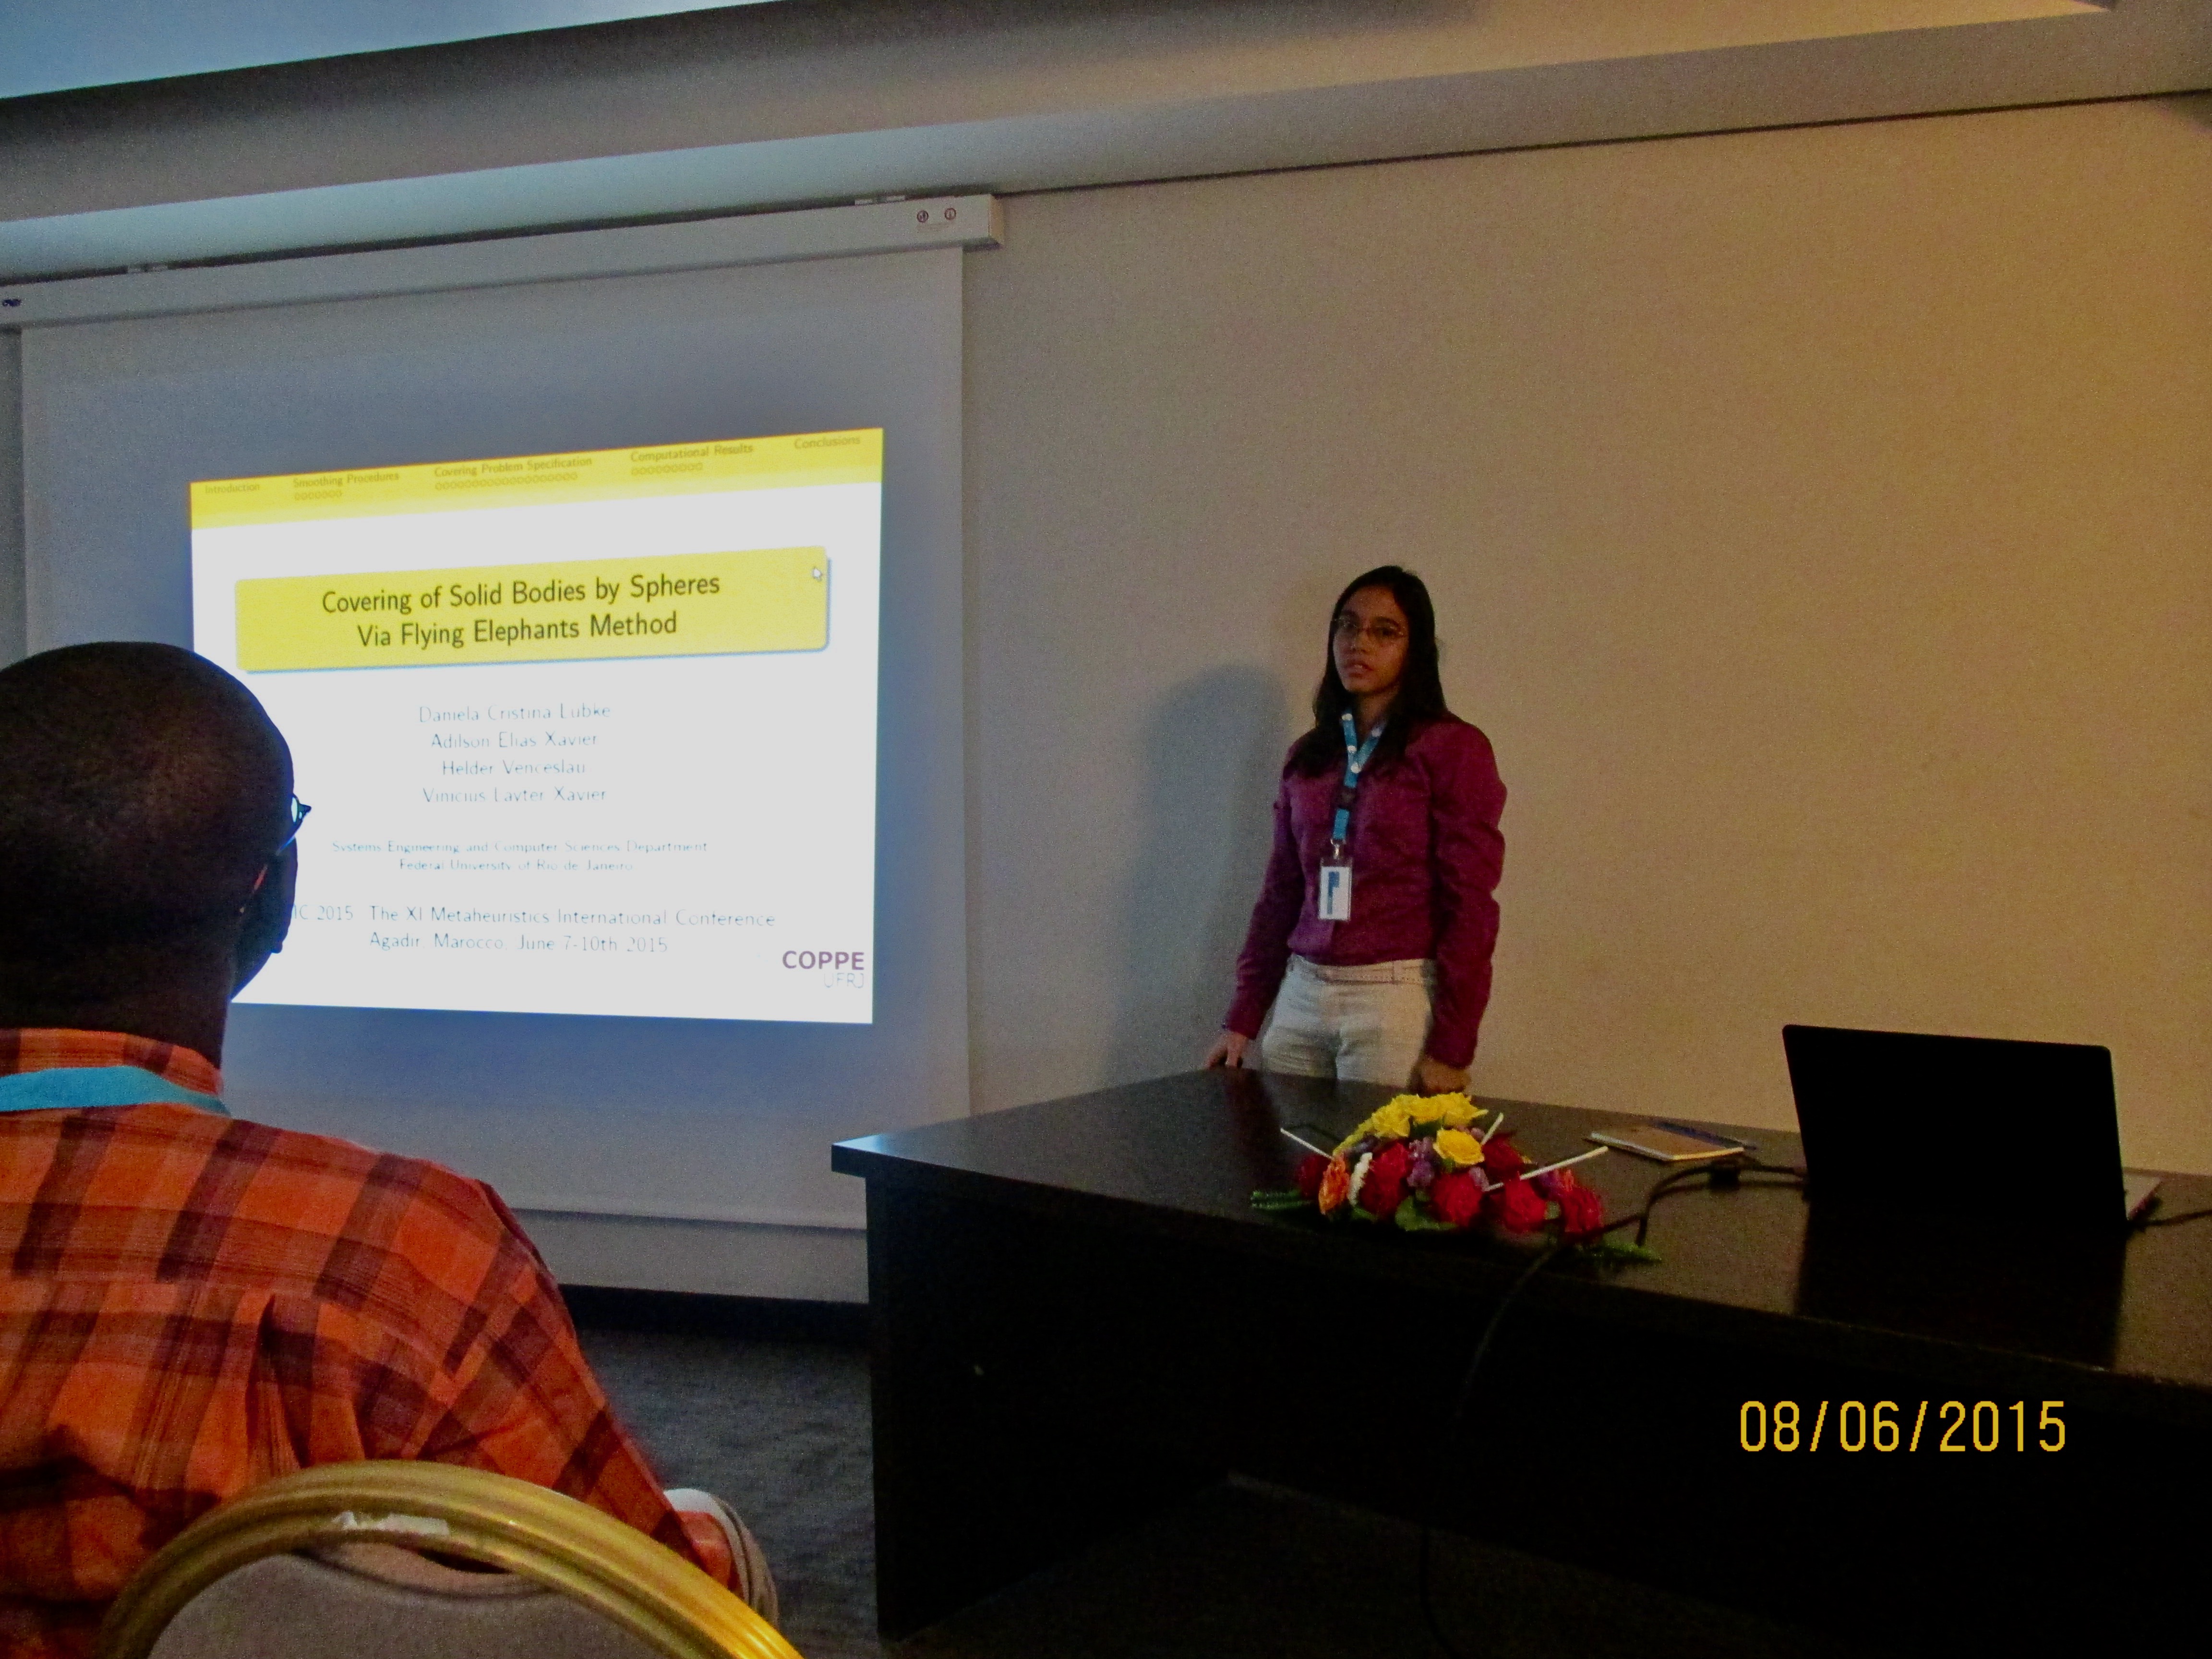 Introduction
Smoothing Procedures
Covering Problem Specification
Computational Results
Conclusions
Covering of Solid Bodies by Spheres
Via Flying Elephants Method
Daniela Cristina Lubke
Adilson Elias Xavier
Helder Venceslau
Vinicius Layter Xavier
Systems Engineering and Computer Sciences Department
Federal University of Rio de Janeiro
IC 2015 The XI Metaheuristics International Conference
Agadir, Marocco, June 7-10th 2015
COPPE
UFRJ
08/06/2015